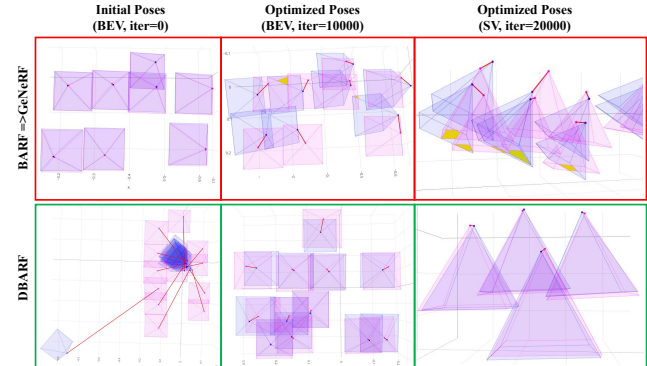 Initial Poses
(BEV, iter=0)
Optimized Poses
(BEV, iter=10000)
Optimized Poses
(SV, iter=20000)
BARF =>GeNeRF
DBARF